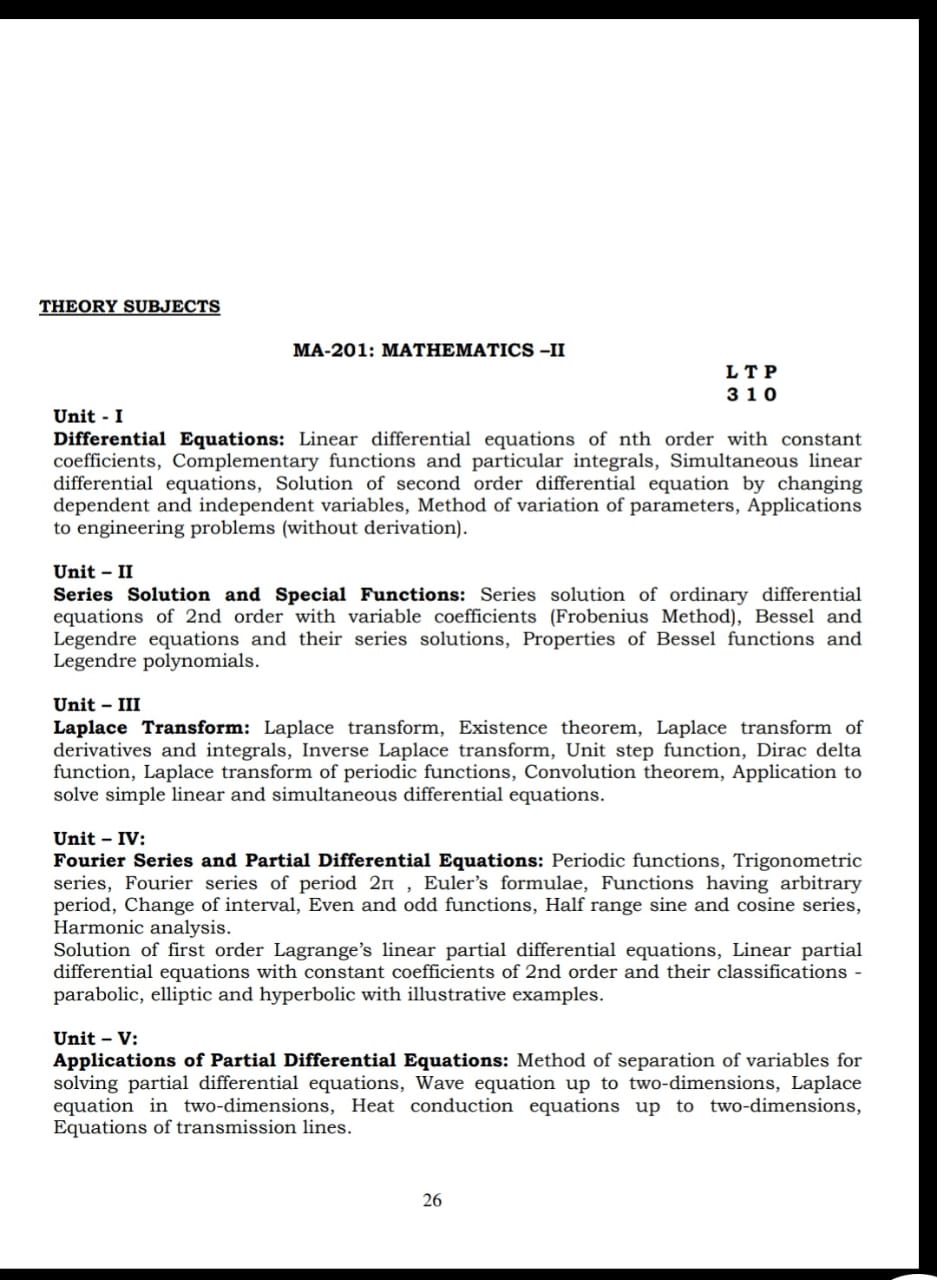 THEORY SUBJECTS
MA-201: MATHEMATICS –II
L T P
3 1 0
Unit - I
Differential Equations: Linear differential equations of nth order with constant
coefficients, Complementary functions and particular integrals, Simultaneous linear
differential equations, Solution of second order differential equation by changing
dependent and independent variables, Method of variation of parameters, Applications
to engineering problems (without derivation).
Unit – II
Series Solution and Special Functions: Series solution of ordinary differential
equations of 2nd order with variable coefficients (Frobenius Method), Bessel and
Legendre equations and their series solutions, Properties of Bessel functions and
Legendre polynomials.
Unit – III
Laplace Transform: Laplace transform, Existence theorem, Laplace transform of
derivatives and integrals, Inverse Laplace transform, Unit step function, Dirac delta
function, Laplace transform of periodic functions, Convolution theorem, Application to
solve simple linear and simultaneous differential equations.
Unit – IV:
Fourier Series and Partial Differential Equations: Periodic functions, Trigonometric
series, Fourier series of period 2π , Euler’s formulae, Functions having arbitrary
period, Change of interval, Even and odd functions, Half range sine and cosine series,
Harmonic analysis.
Solution of first order Lagrange’s linear partial differential equations, Linear partial
differential equations with constant coefficients of 2nd order and their classifications -
parabolic, elliptic and hyperbolic with illustrative examples.
Unit – V:
Applications of Partial Differential Equations: Method of separation of variables for
solving partial differential equations, Wave equation up to two-dimensions, Laplace
equation in two-dimensions, Heat conduction equations up to two-dimensions,
Equations of transmission lines.
26